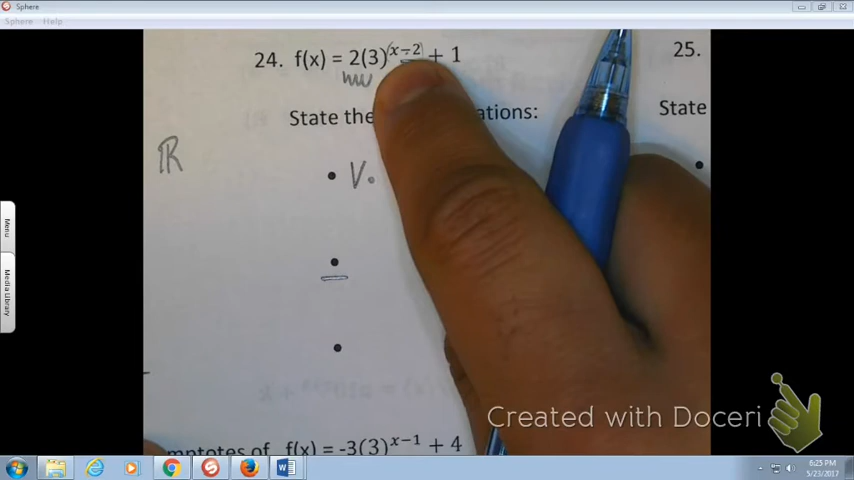 Sphere
Sphere Help
24. f(x) = 2(3)^(x-2) + 1
25.
State the ations:
State
ℝ
V.
Menu
Media Library
Created with Doceri
mptotes of f(x) = -3(3)^x-1 + 4
6:25 PM
5/23/2017